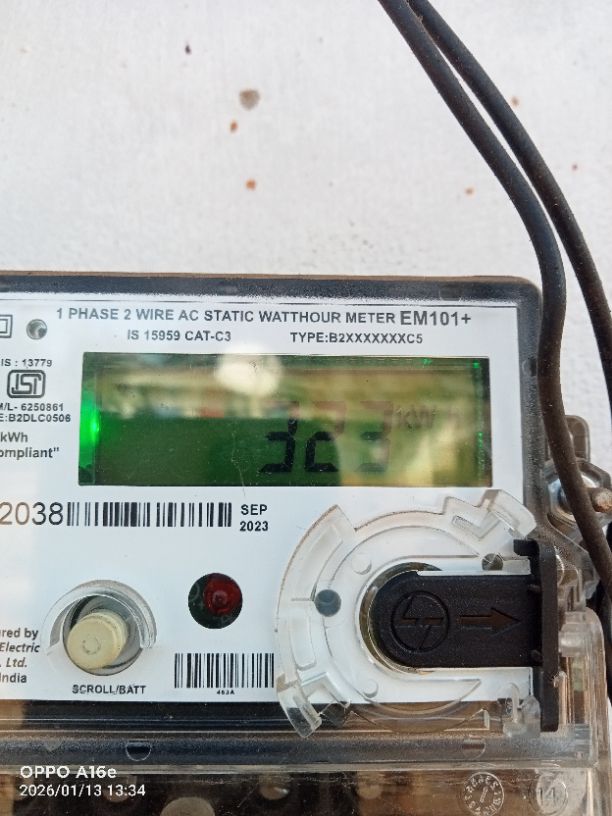 1 PHASE 2 WIRE AC STATIC WATTHOUR METER EM101+
IS 15959 CAT-C3 TYPE:B2XXXXXXXC5
IS : 13779
M/L- 6250861
E:B2DLC0506
kWh
ompliant"
2038
SEP
2023
ured by
Electric
Ltd.
India
SCROLL/BATT
OPPO A16e
2026/01/13 13:34